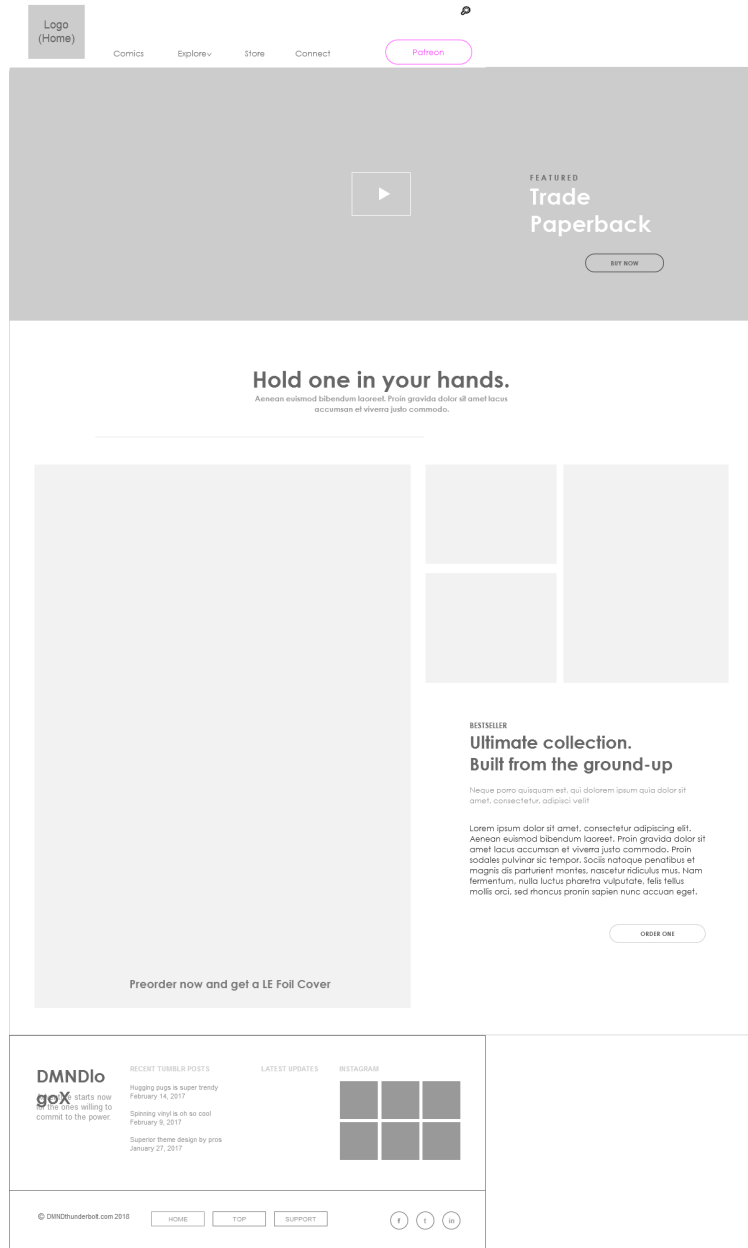 Logo
(Home)
Comics
Explore
Store
Connect
Patreon
FEATURED
Trade
Paperback
BUY NOW
Hold one in your hands.
Aenean euismod bibendum laoreet. Proin gravida dolor sit amet lacus
accumsan et viverra justo commodo.
BESTSELLER
Ultimate collection.
Built from the ground-up
Neque porro quisquam est, qui dolorem ipsum quia dolor sit
amet, consectetur, adipisci velit
Lorem ipsum dolor sit amet, consectetur adipiscing elit.
Aenean euismod bibendum laoreet. Proin gravida dolor sit
amet lacus accumsan et viverra justo commodo. Proin
sodales pulvinar sic tempor. Sociis natoque penatibus et
magnis dis parturient montes, nascetur ridiculus mus. Nam
fermentum, nulla luctus pharetra vulputate, felis tellus
mollis orci, sed rhoncus pronin sapien nunc accuan eget.
ORDER ONE
Preorder now and get a LE Foil Cover
DMNDlo
goX
starts now
for the ones willing to
commit to the power.
RECENT TUMBLR POSTS
Hugging pugs is super trendy
February 14, 2017
Spinning vinyl is oh so cool
February 9, 2017
Superior theme design by pros
January 27, 2017
LATEST UPDATES
INSTAGRAM
© DMNDthunderbolt.com 2018
HOME
TOP
SUPPORT
f
t
in